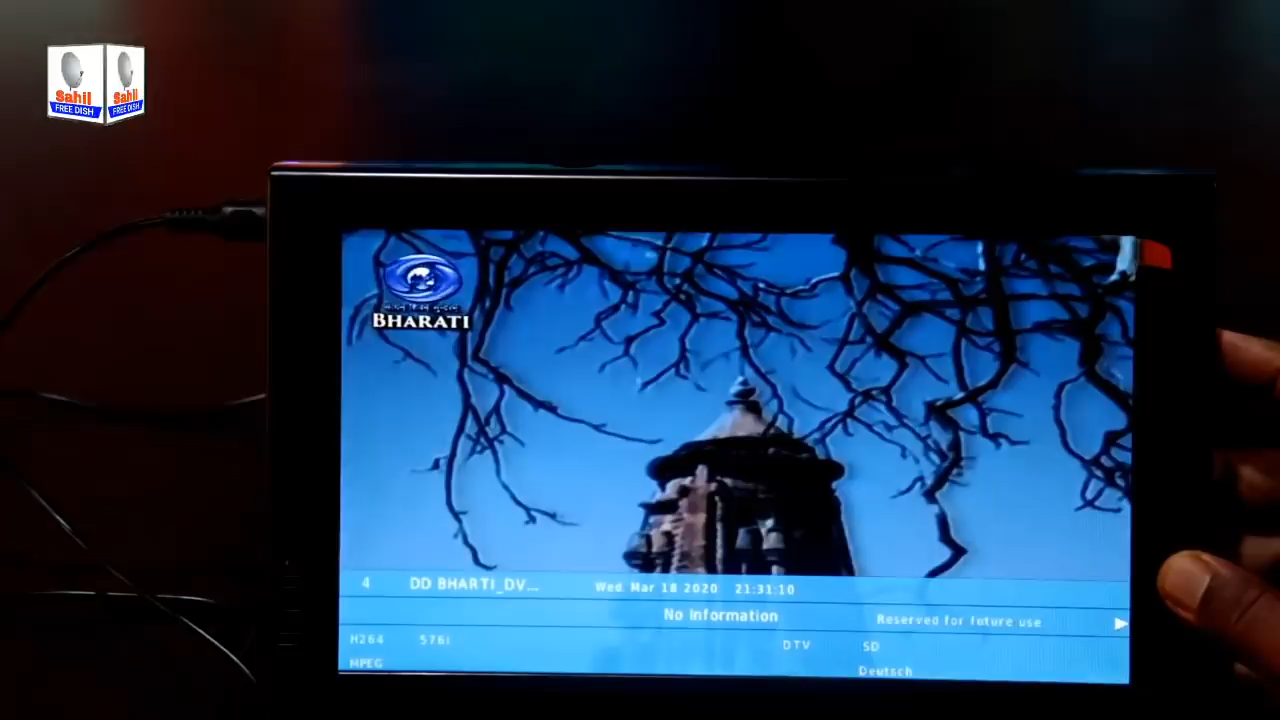 Sahil
FREE DISH
Sahil
FREE DISH
BHARATI
4 DD BHARTI_DV... Wed. Mar 18 2020 21:31:10
No Information Reserved for future use
H264 576i DTV SD
MPEG Deutsch